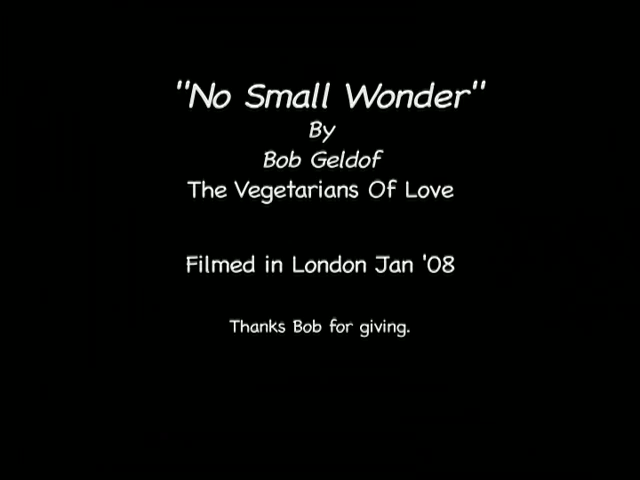 "No Small Wonder"
By
Bob Geldof
The Vegetarians Of Love
Filmed in London Jan '08
Thanks Bob for giving.